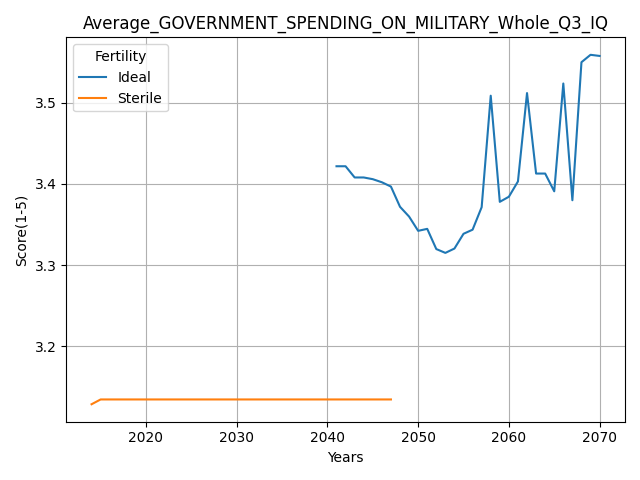 Average_GOVERNMENT_SPENDING_ON_MILITARY_Whole_Q3_IQ
Fertility
Ideal
Sterile
Score(1-5)
3.5
3.4
3.3
3.2
2020 2030 2040 2050 2060 2070
Years